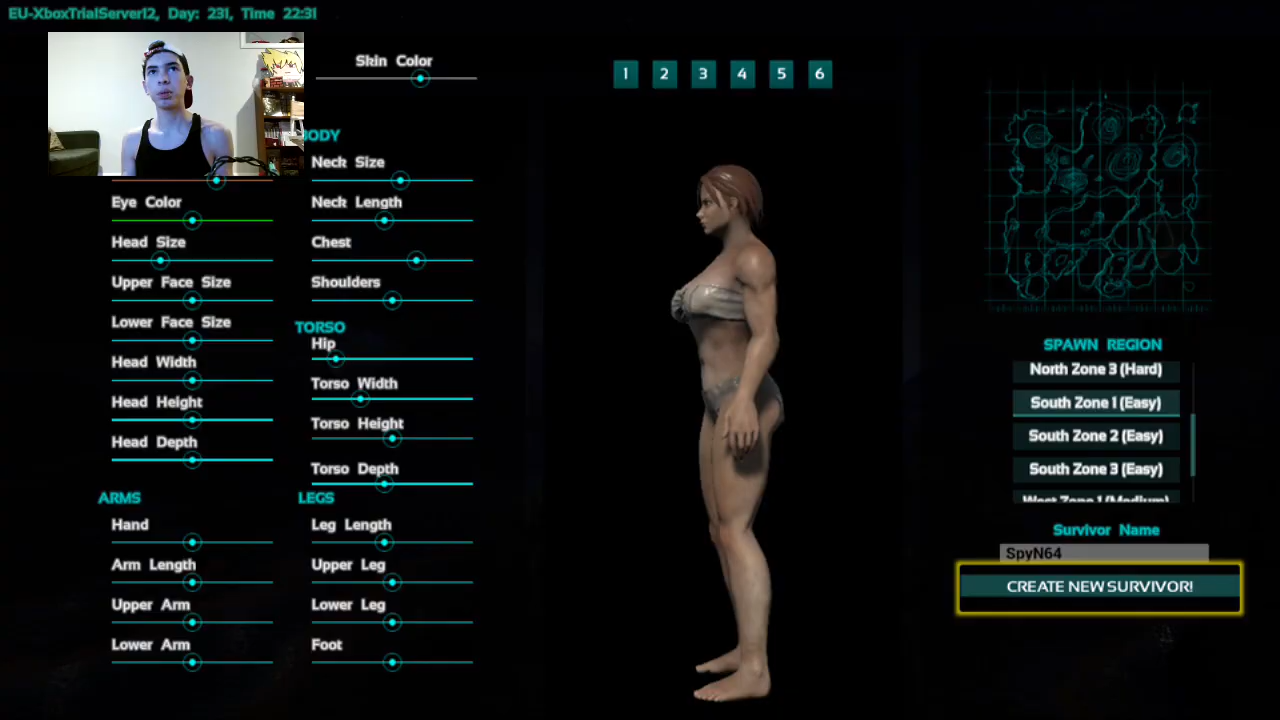 EU-XboxTrialServer12, Day: 231, Time 22:31
Skin Color
1 2 3 4 5 6
Eye Color
Head Size
Upper Face Size
Lower Face Size
Head Width
Head Height
Head Depth
ARMS
Hand
Arm Length
Upper Arm
Lower Arm
BODY
Neck Size
Neck Length
Chest
Shoulders
TORSO
Hip
Torso Width
Torso Height
Torso Depth
LEGS
Leg Length
Upper Leg
Lower Leg
Foot
SPAWN REGION
North Zone 3 (Hard)
South Zone 1 (Easy)
South Zone 2 (Easy)
South Zone 3 (Easy)
West Zone 1 (Medium)
Survivor Name
SpyN64
CREATE NEW SURVIVOR!